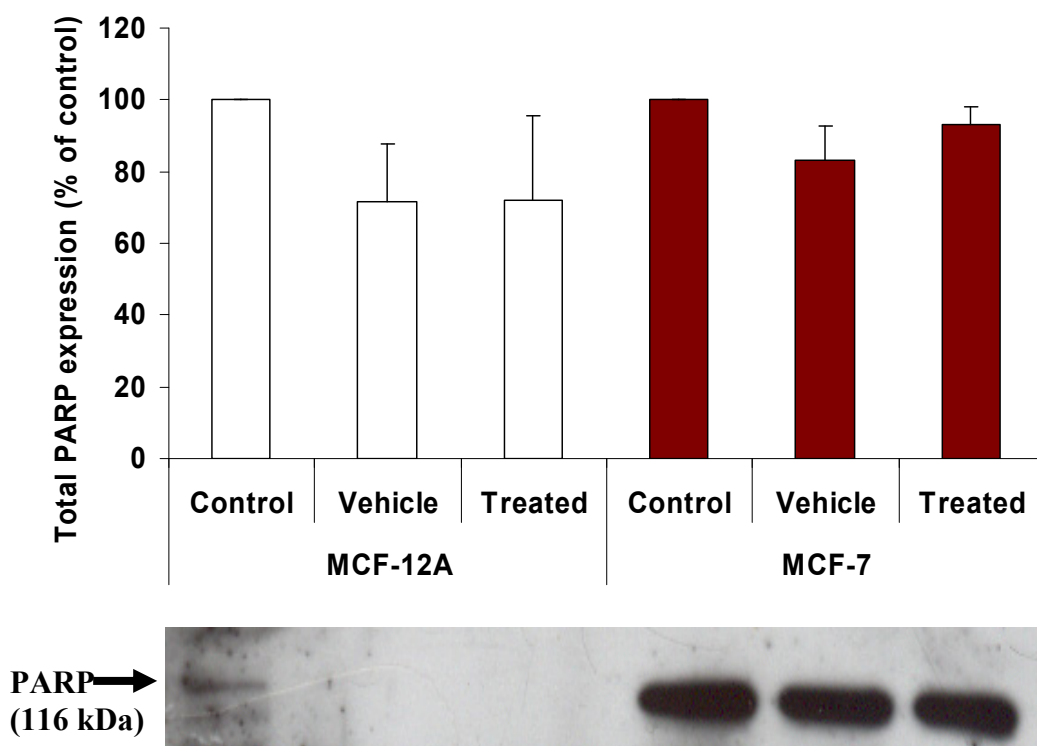 Total PARP expression (% of control)
120
100
80
60
40
20
0
Control Vehicle Treated Control Vehicle Treated
MCF-12A MCF-7
PARP
(116 kDa)